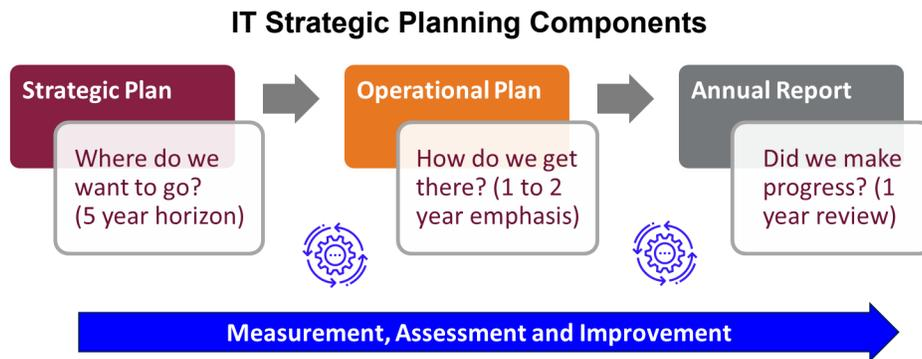 IT Strategic Planning Components
Strategic Plan
Where do we
want to go?
(5 year horizon)
Operational Plan
How do we get
there? (1 to 2
year emphasis)
Annual Report
Did we make
progress? (1
year review)
Measurement, Assessment and Improvement